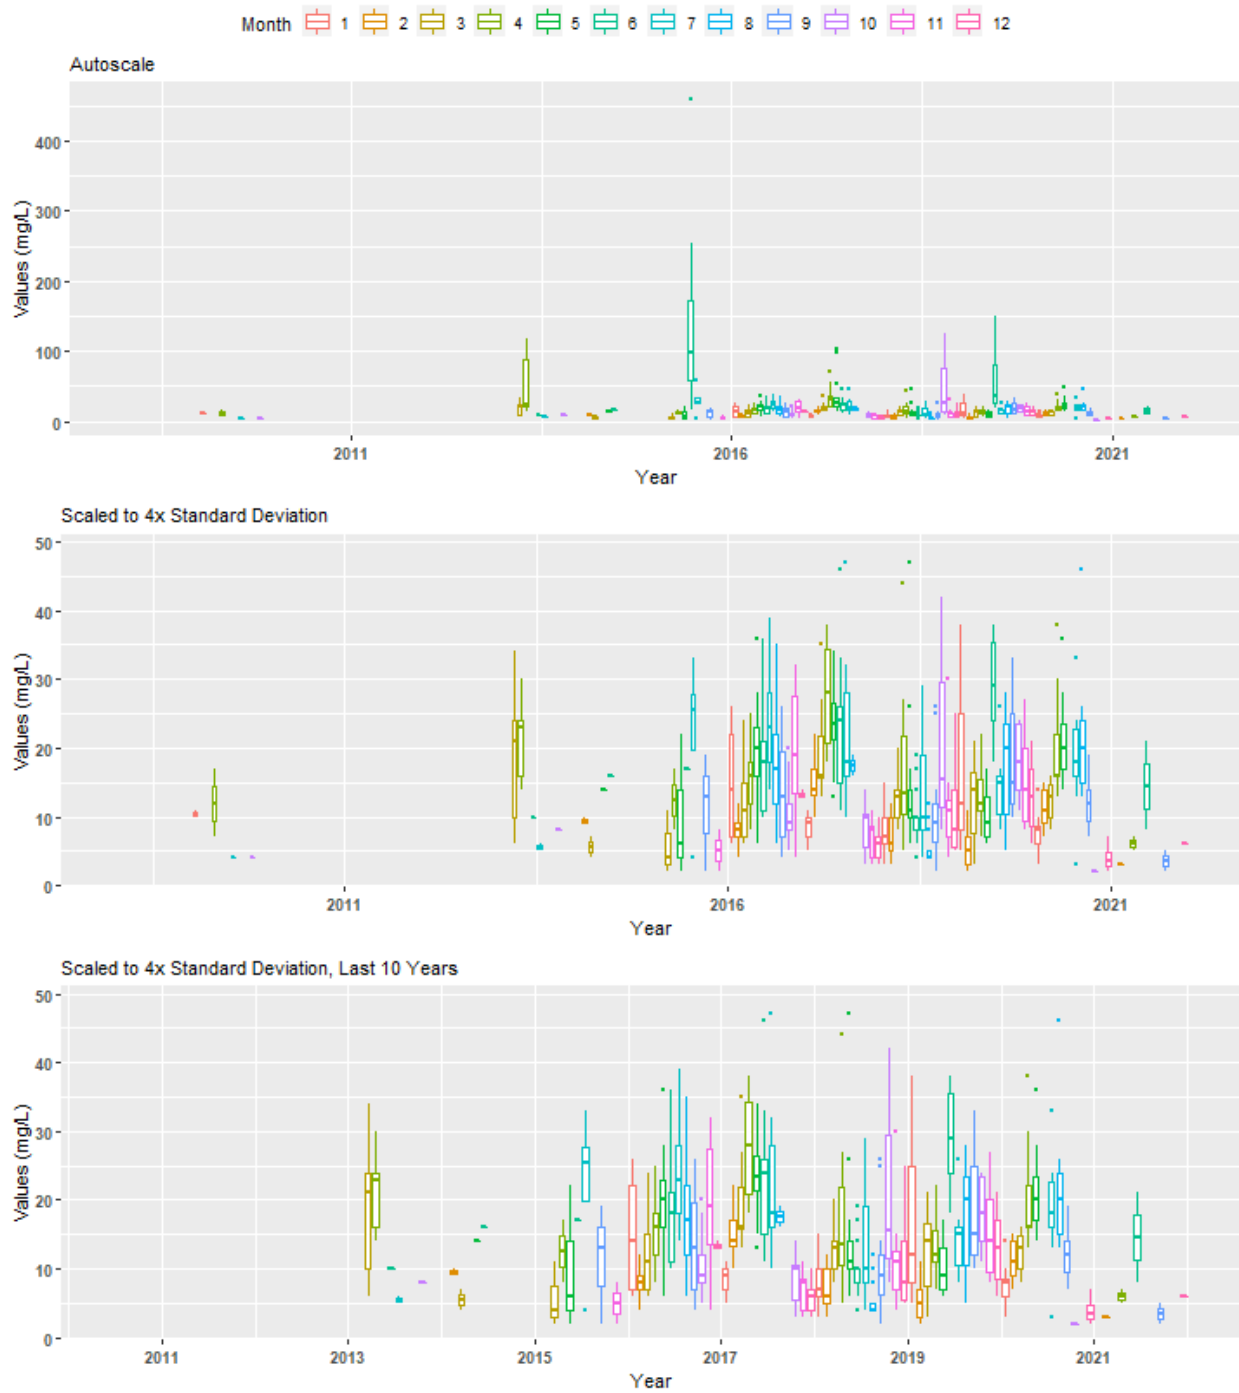 Month 1 2 3 4 5 6 7 8 9 10 11 12
Autoscale
Values (mg/L)
400
300
200
100
0
2011 2016 2021
Year
Scaled to 4x Standard Deviation
Values (mg/L)
50
40
30
20
10
0
2011 2016 2021
Year
Scaled to 4x Standard Deviation, Last 10 Years
Values (mg/L)
50
40
30
20
10
0
2011 2013 2015 2017 2019 2021
Year